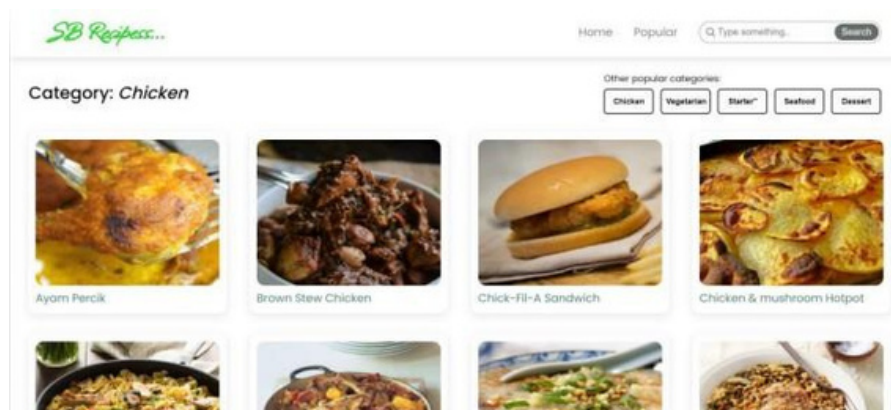 SB Recipess...
Home Popular Type something. Search
Category: Chicken
Other popular categories:
Chicken Vegetarian Starter" Seafood Dessert
Ayam Percik Brown Stew Chicken Chick-Fil-A Sandwich Chicken & mushroom Hotpot